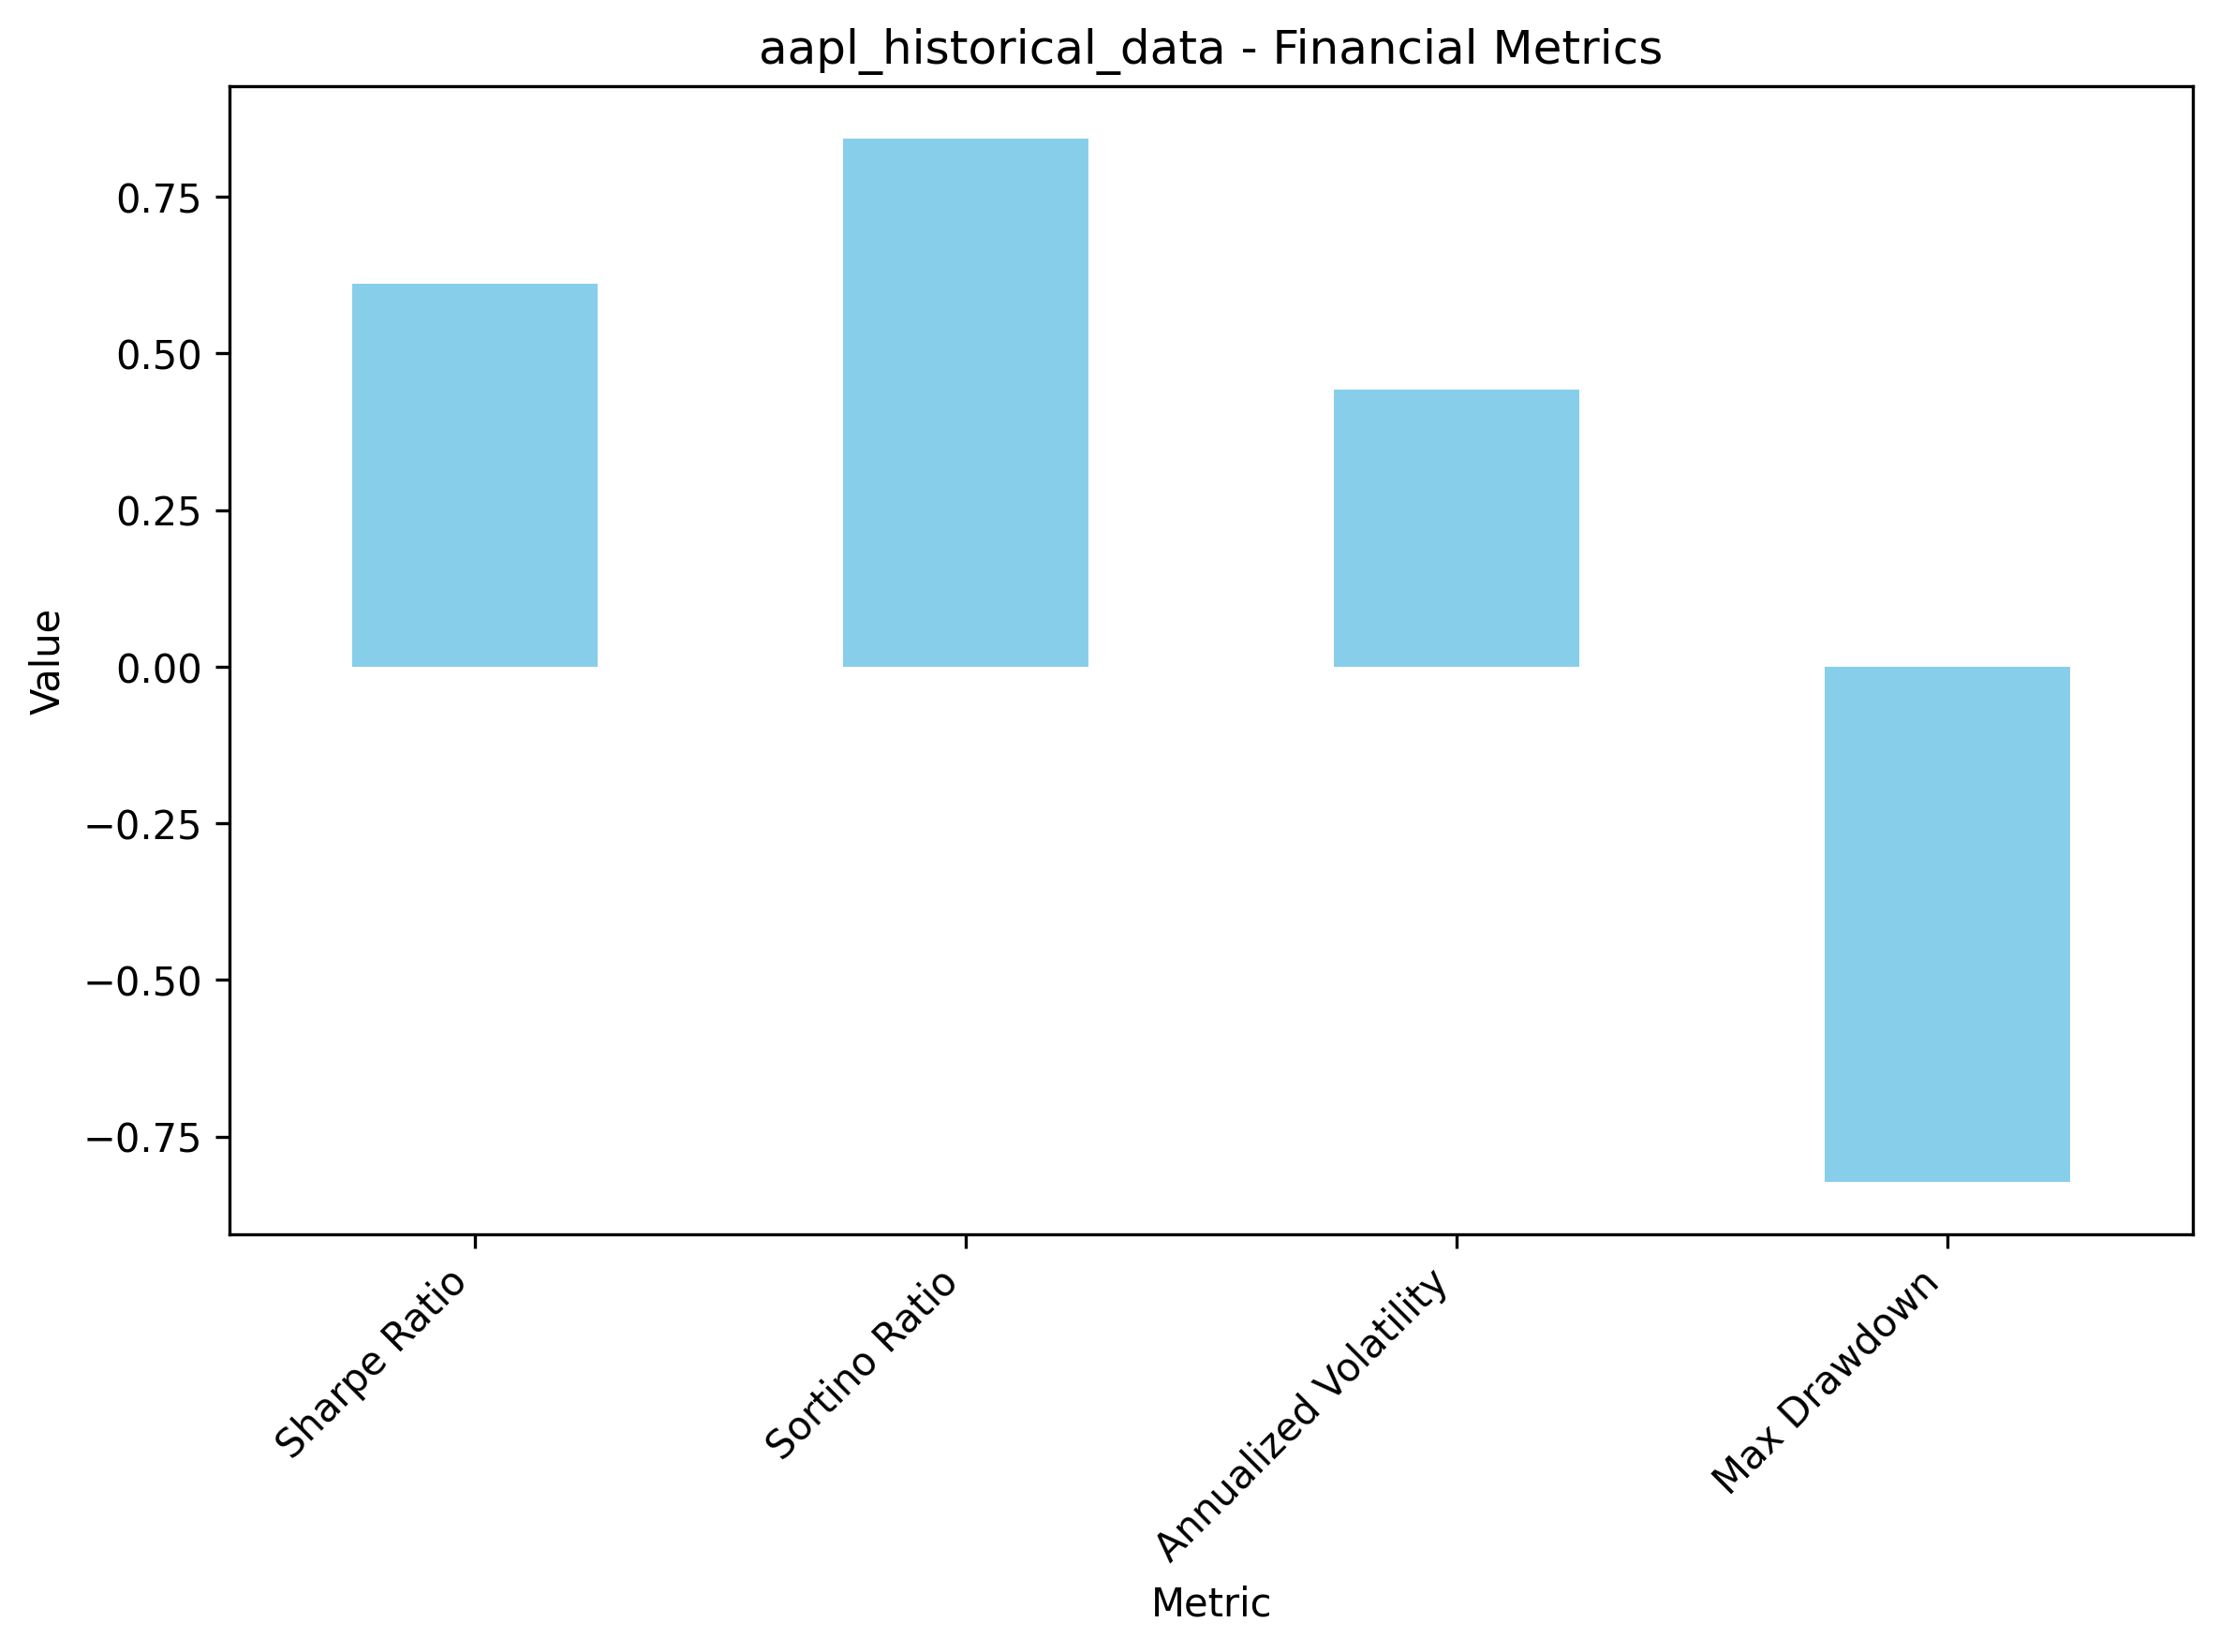 aapl_historical_data - Financial Metrics
Value
0.75
0.50
0.25
0.00
−0.25
−0.50
−0.75
Sharpe Ratio
Sortino Ratio
Annualized Volatility
Max Drawdown
Metric